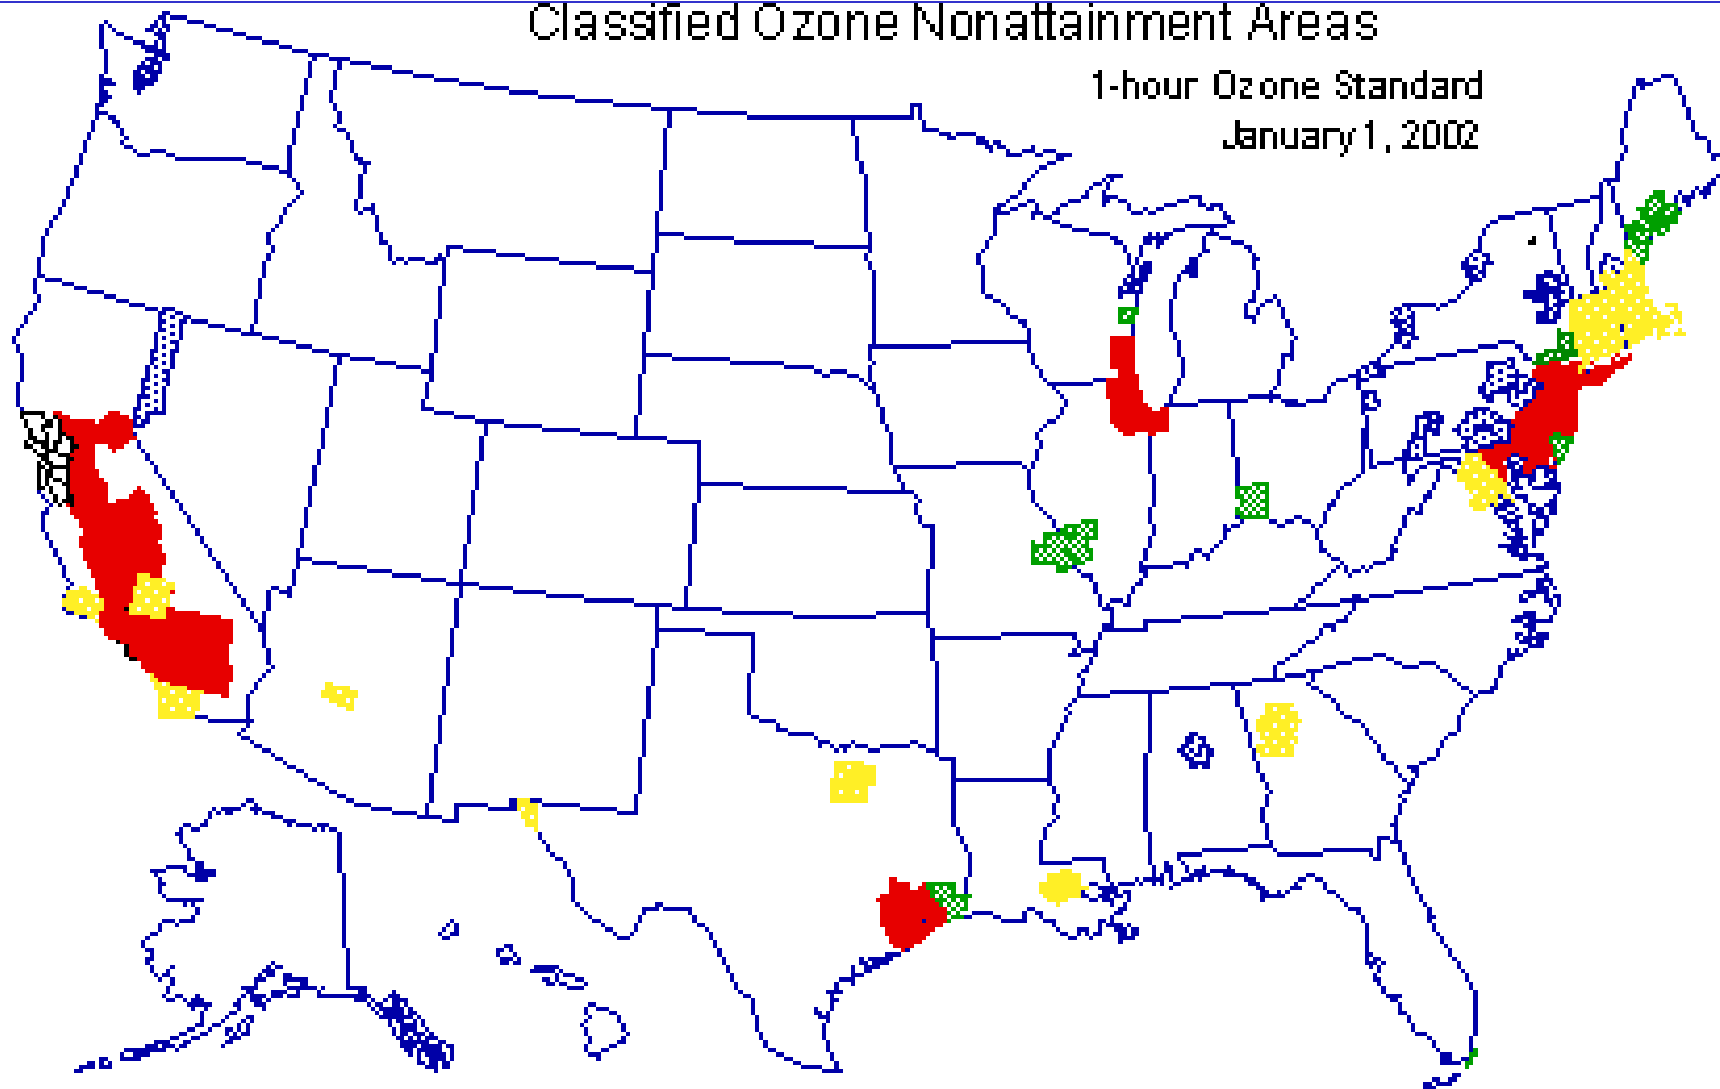 Classified Ozone Nonattainment Areas
1-hour Ozone Standard
January 1, 2002